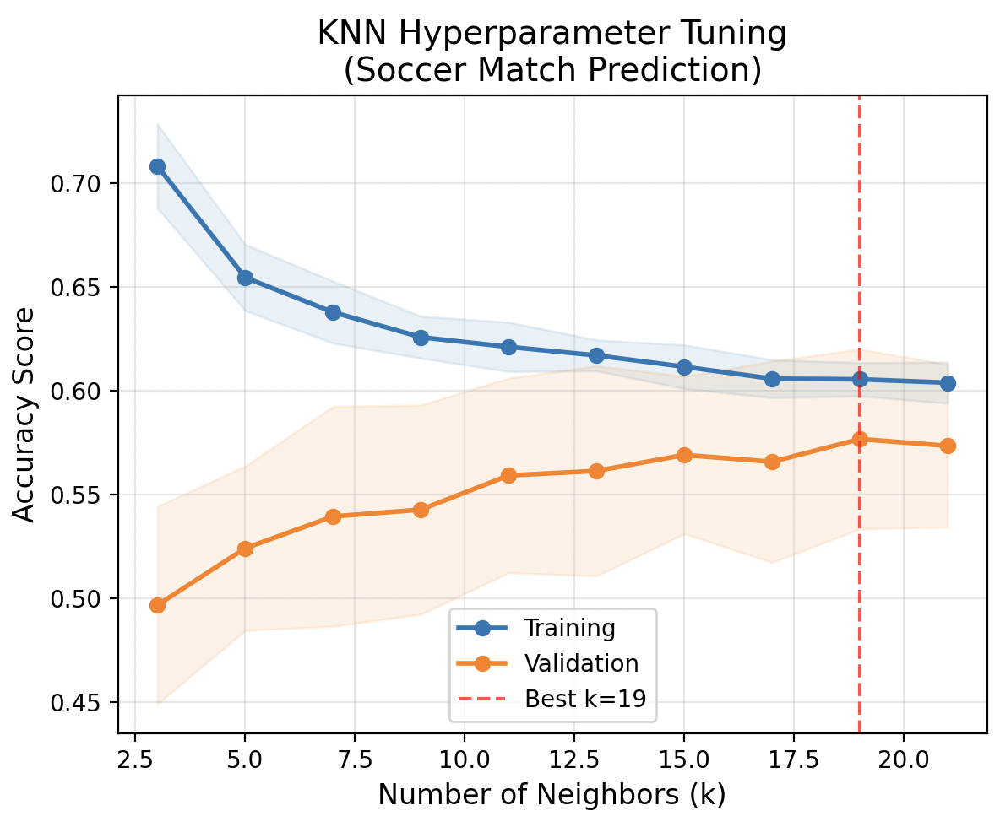 KNN Hyperparameter Tuning
(Soccer Match Prediction)
Accuracy Score
0.70
0.65
0.60
0.55
0.50
0.45
Training
Validation
Best k=19
2.5 5.0 7.5 10.0 12.5 15.0 17.5 20.0
Number of Neighbors (k)